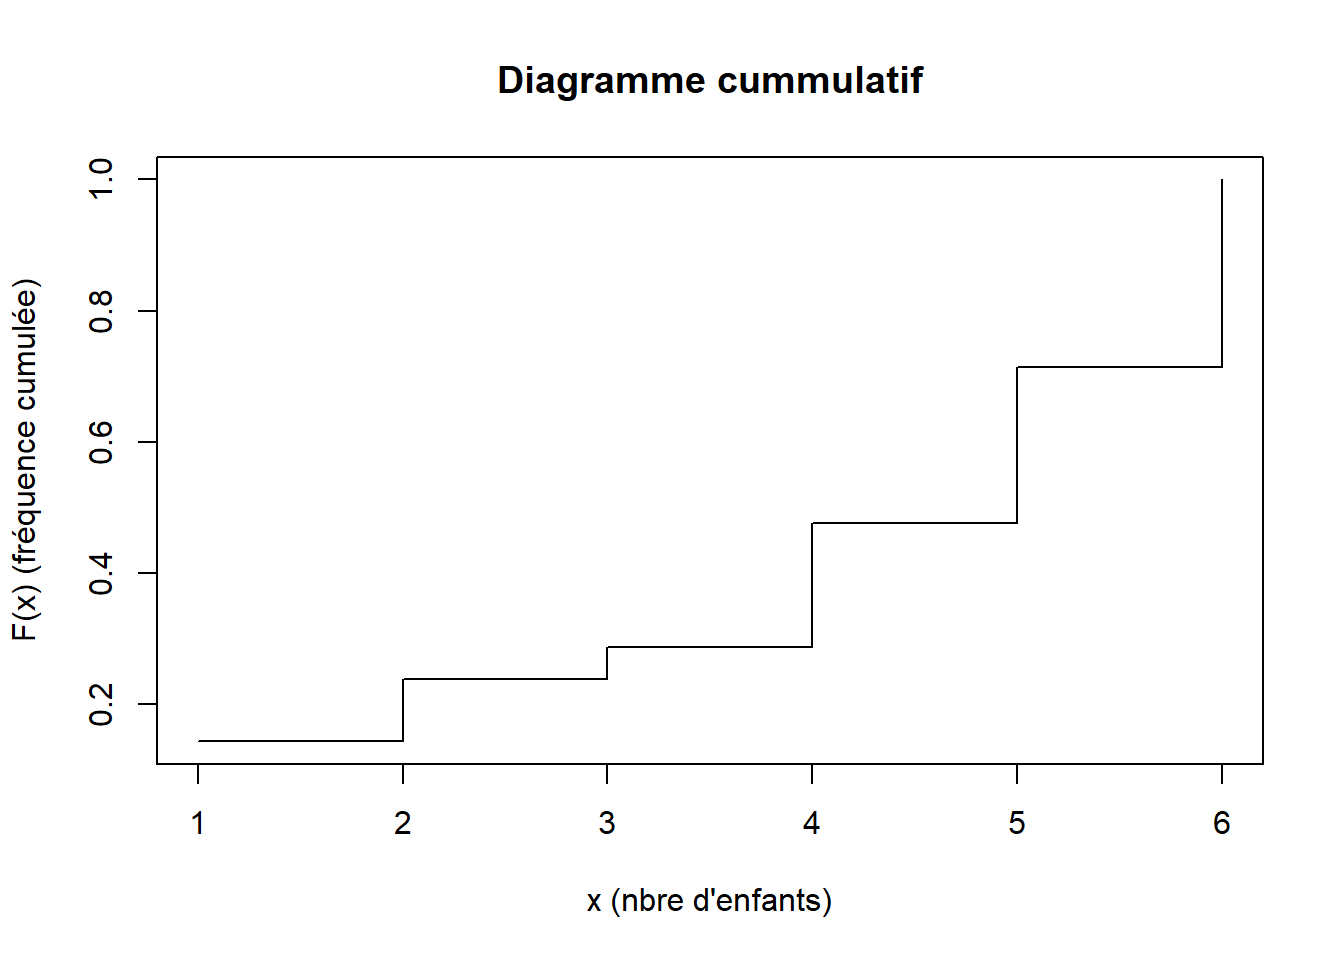 Diagramme cummulatif
F(x) (fréquence cumulée)
1.0
0.8
0.6
0.4
0.2
1 2 3 4 5 6
x (nbre d'enfants)